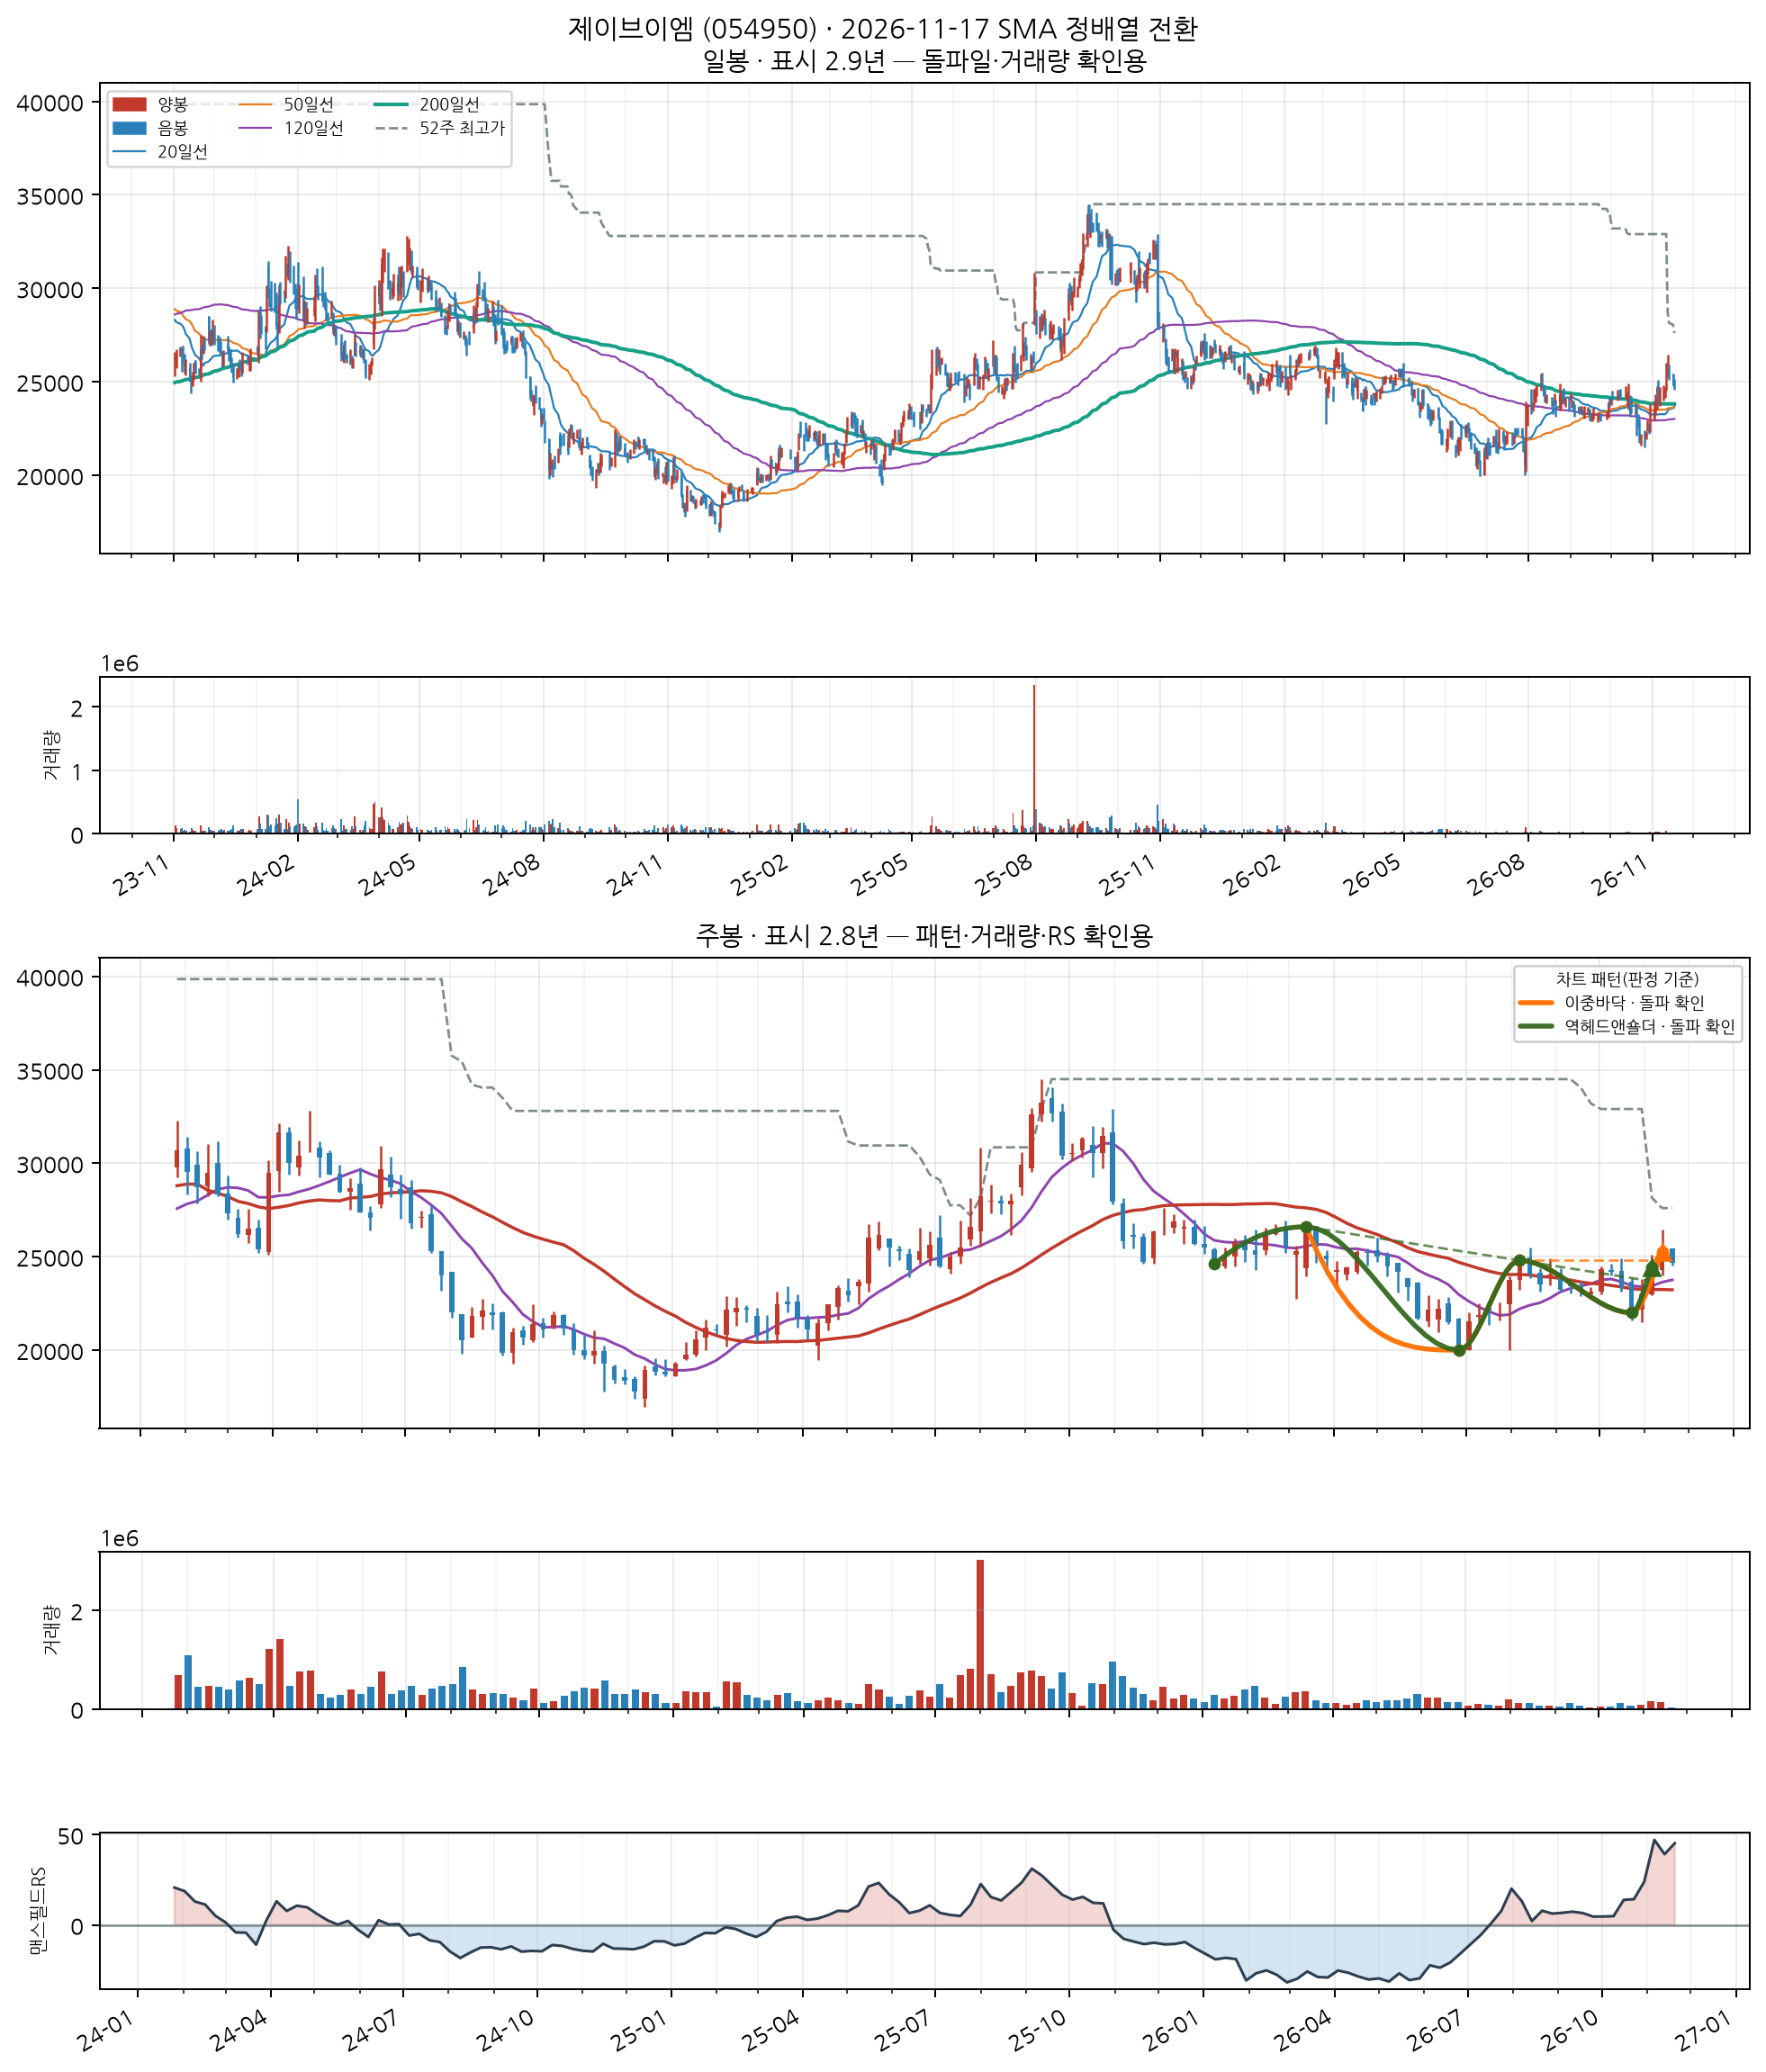 제이브이엠 (054950) · 2026-11-17 SMA 정배열 전환
일봉 · 표시 2.9년 — 돌파일·거래량 확인용
양봉
음봉
20일선
50일선
120일선
200일선
52주 최고가
40000
35000
30000
25000
20000
1e6
2
1
0
거래량
23-11
24-02
24-05
24-08
24-11
25-02
25-05
25-08
25-11
26-02
26-05
26-08
26-11
주봉 · 표시 2.8년 — 패턴·거래량·RS 확인용
차트 패턴(판정 기준)
이중바닥 · 돌파 확인
역헤드앤숄더 · 돌파 확인
40000
35000
30000
25000
20000
1e6
2
0
거래량
50
0
맨스필드RS
24-01
24-04
24-07
24-10
25-01
25-04
25-07
25-10
26-01
26-04
26-07
26-10
27-01